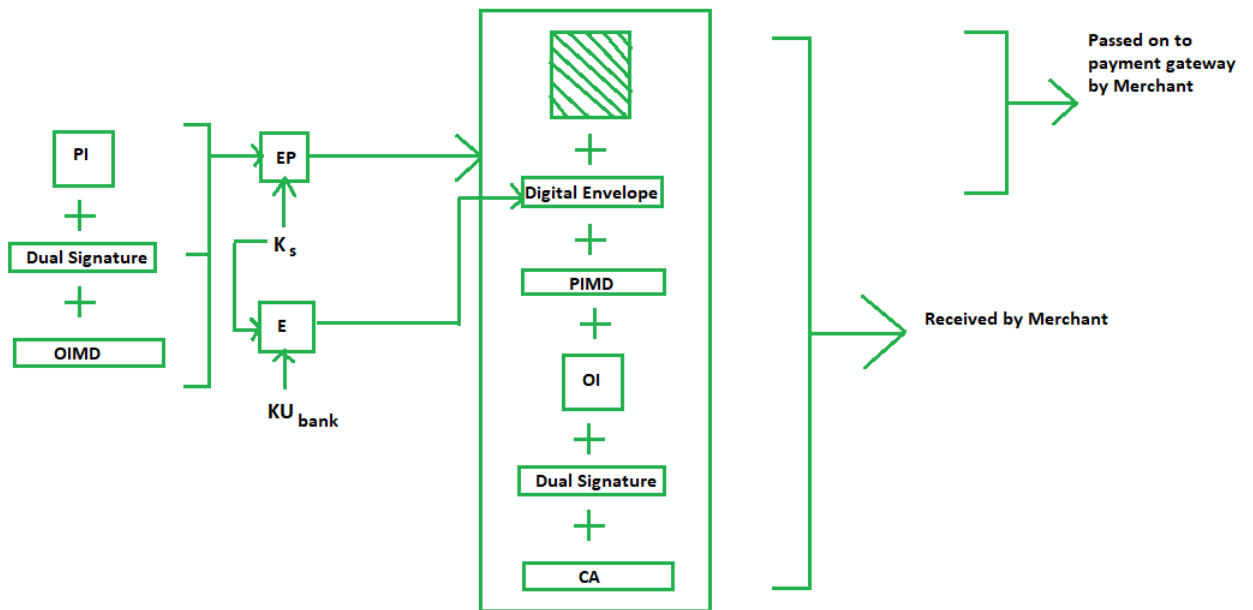 PI
Dual Signature
OIMD
EP
K s
E
KU bank
Digital Envelope
PIMD
OI
Dual Signature
CA
Passed on to
payment gateway
by Merchant
Received by Merchant